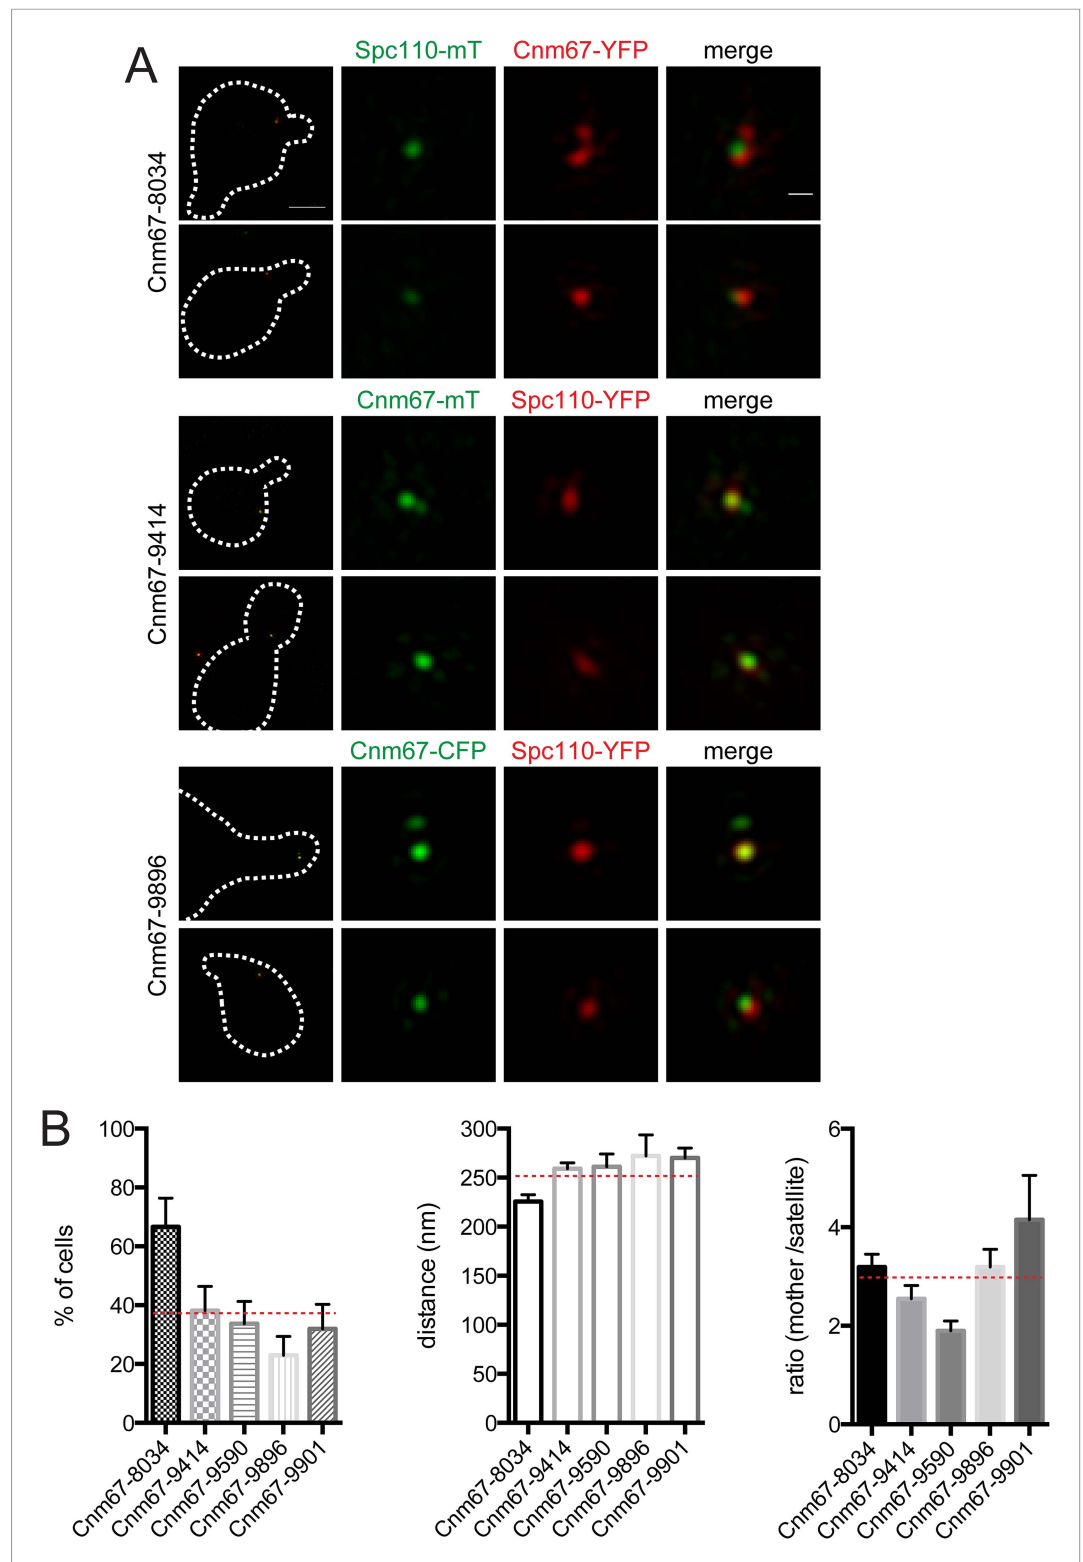 A
Spc110-mT Cnm67-YFP merge
Cnm67-8034
Cnm67-mT Spc110-YFP merge
Cnm67-9414
Cnm67-CFP Spc110-YFP merge
Cnm67-9896
B
% of cells
100
80
60
40
20
0
Cnm67-8034
Cnm67-9414
Cnm67-9590
Cnm67-9896
Cnm67-9901
distance (nm)
300
250
200
150
100
50
0
Cnm67-8034
Cnm67-9414
Cnm67-9590
Cnm67-9896
Cnm67-9901
ratio (mother /satellite)
6
4
2
0
Cnm67-8034
Cnm67-9414
Cnm67-9590
Cnm67-9896
Cnm67-9901